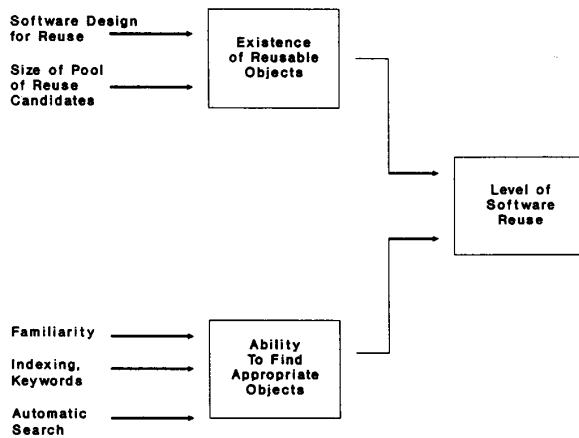 Software Design
for Reuse
Size of Pool
of Reuse
Candidates
Existence
of Reusable
Objects
Level of
Software
Reuse
Familiarity
Indexing,
Keywords
Automatic
Search
Ability
To Find
Appropriate
Objects